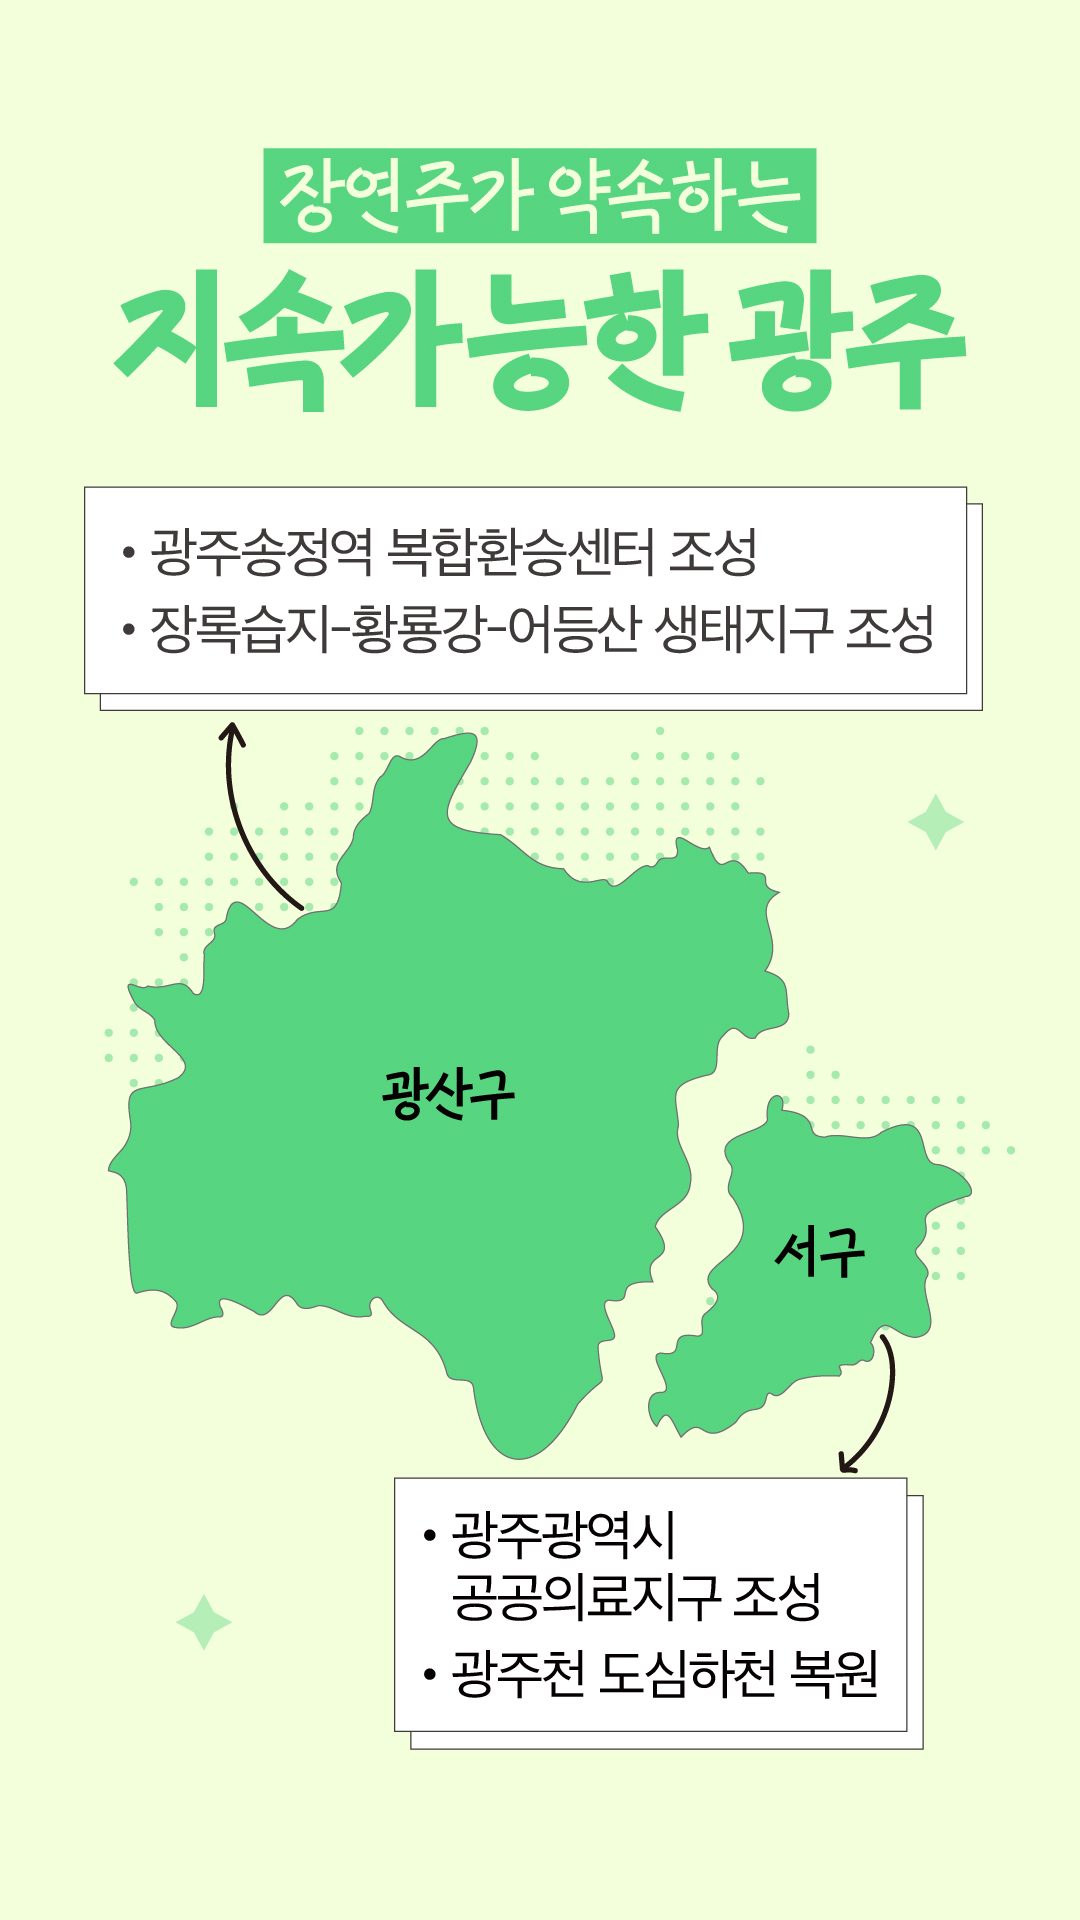 장연주가 약속하는
지속가능한 광주
• 광주송정역 복합환승센터 조성
• 장록습지-황룡강-어등산 생태지구 조성
광산구
서구
• 광주광역시
공공의료지구 조성
• 광주천 도심하천 복원